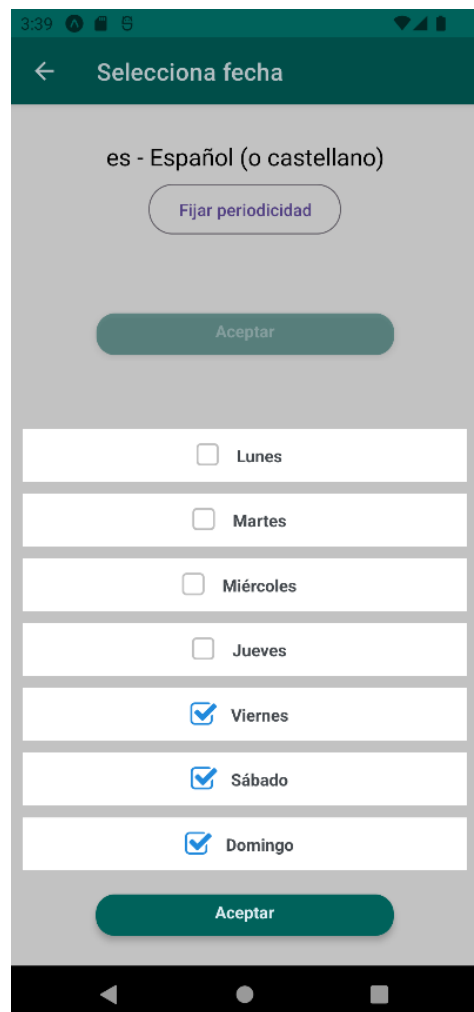 3:39
Selecciona fecha
es - Español (o castellano)
Fijar periodicidad
Aceptar
Lunes
Martes
Miércoles
Jueves
Viernes
Sábado
Domingo
Aceptar